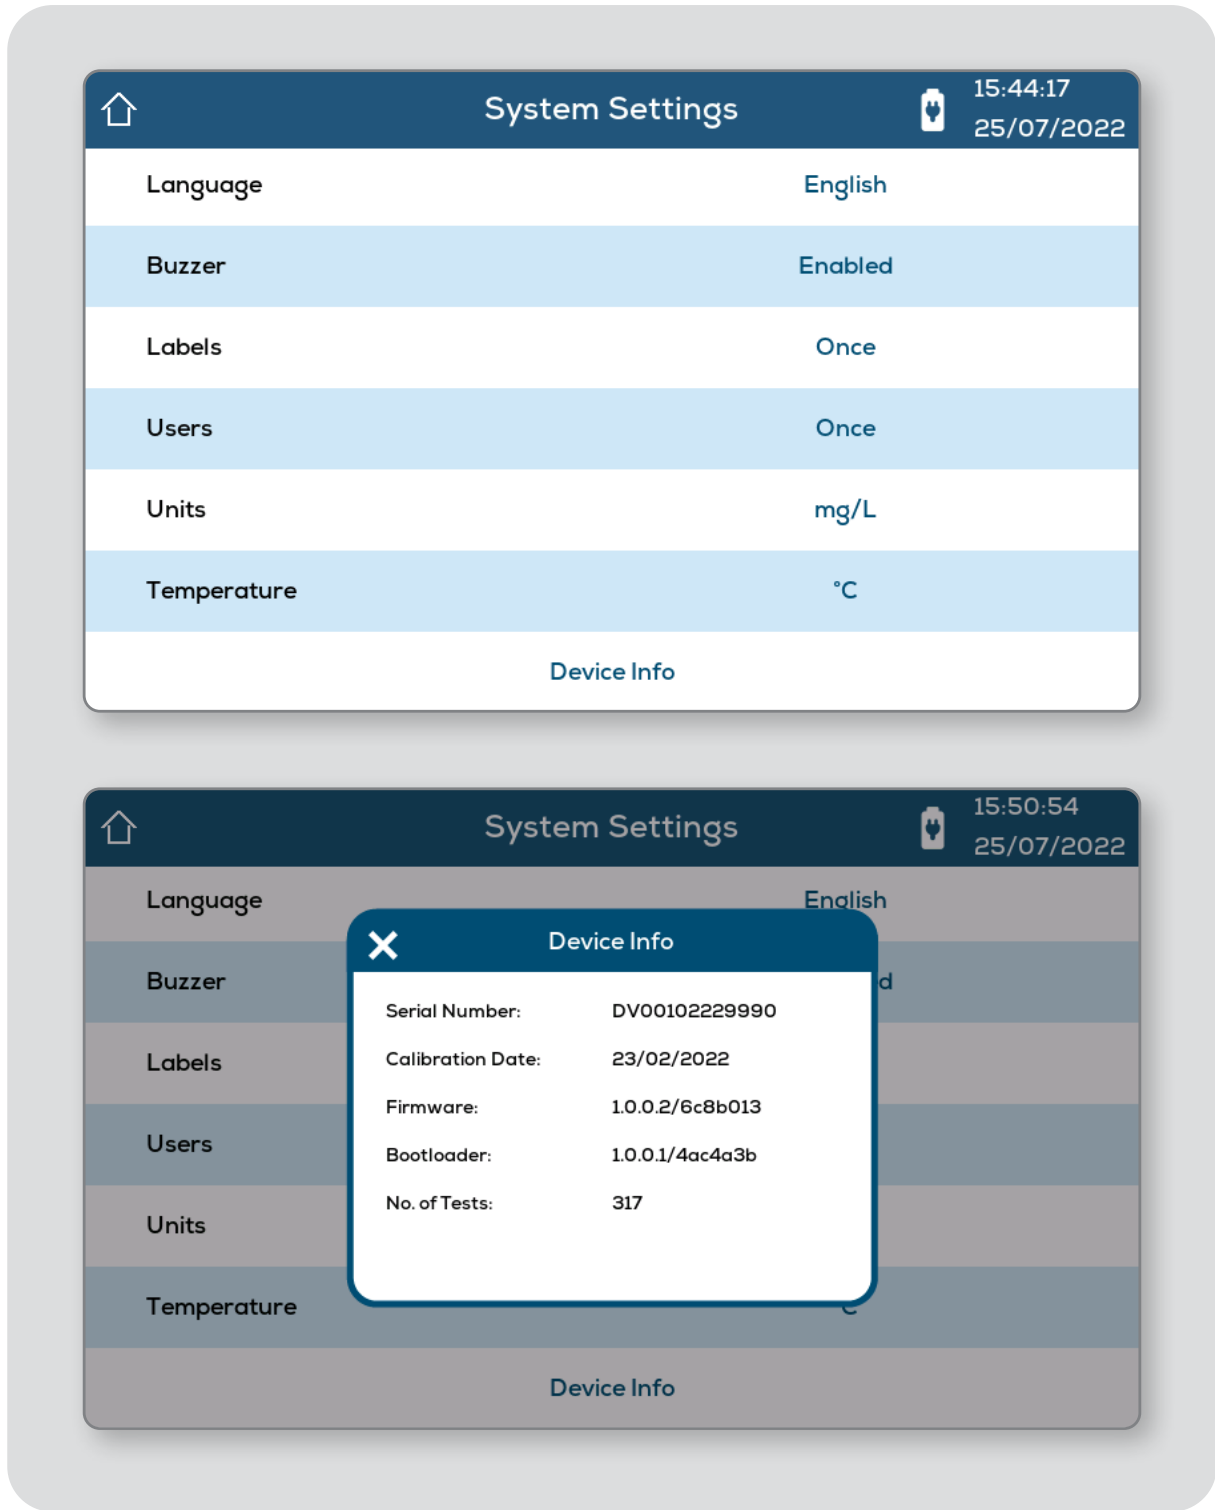 System Settings
15:44:17
25/07/2022
Language English
Buzzer Enabled
Labels Once
Users Once
Units mg/L
Temperature °C
Device Info
System Settings
15:50:54
25/07/2022
Language English
Device Info
Buzzer d
Serial Number: DV00102229990
Calibration Date: 23/02/2022
Labels
Firmware: 1.0.0.2/6c8b013
Users
Bootloader: 1.0.0.1/4ac4a3b
No. of Tests: 317
Units
Temperature C
Device Info